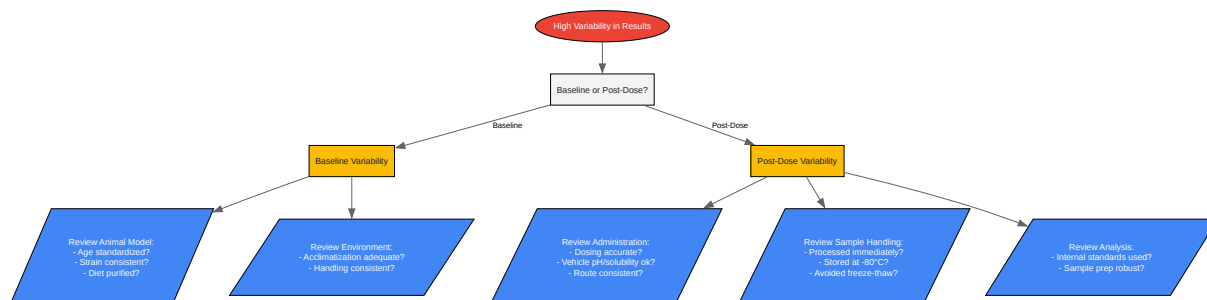 High Variability in Results
Baseline or Post-Dose?
Baseline
Post-Dose
Baseline Variability
Post-Dose Variability
Review Animal Model:
- Age standardized?
- Strain consistent?
- Diet purified?
Review Environment:
- Acclimatization adequate?
- Handling consistent?
Review Administration:
- Dosing accurate?
- Vehicle pH/solubility ok?
- Route consistent?
Review Sample Handling:
- Processed immediately?
- Stored at -80°C?
- Avoided freeze-thaw?
Review Analysis:
- Internal standards used?
- Sample prep robust?